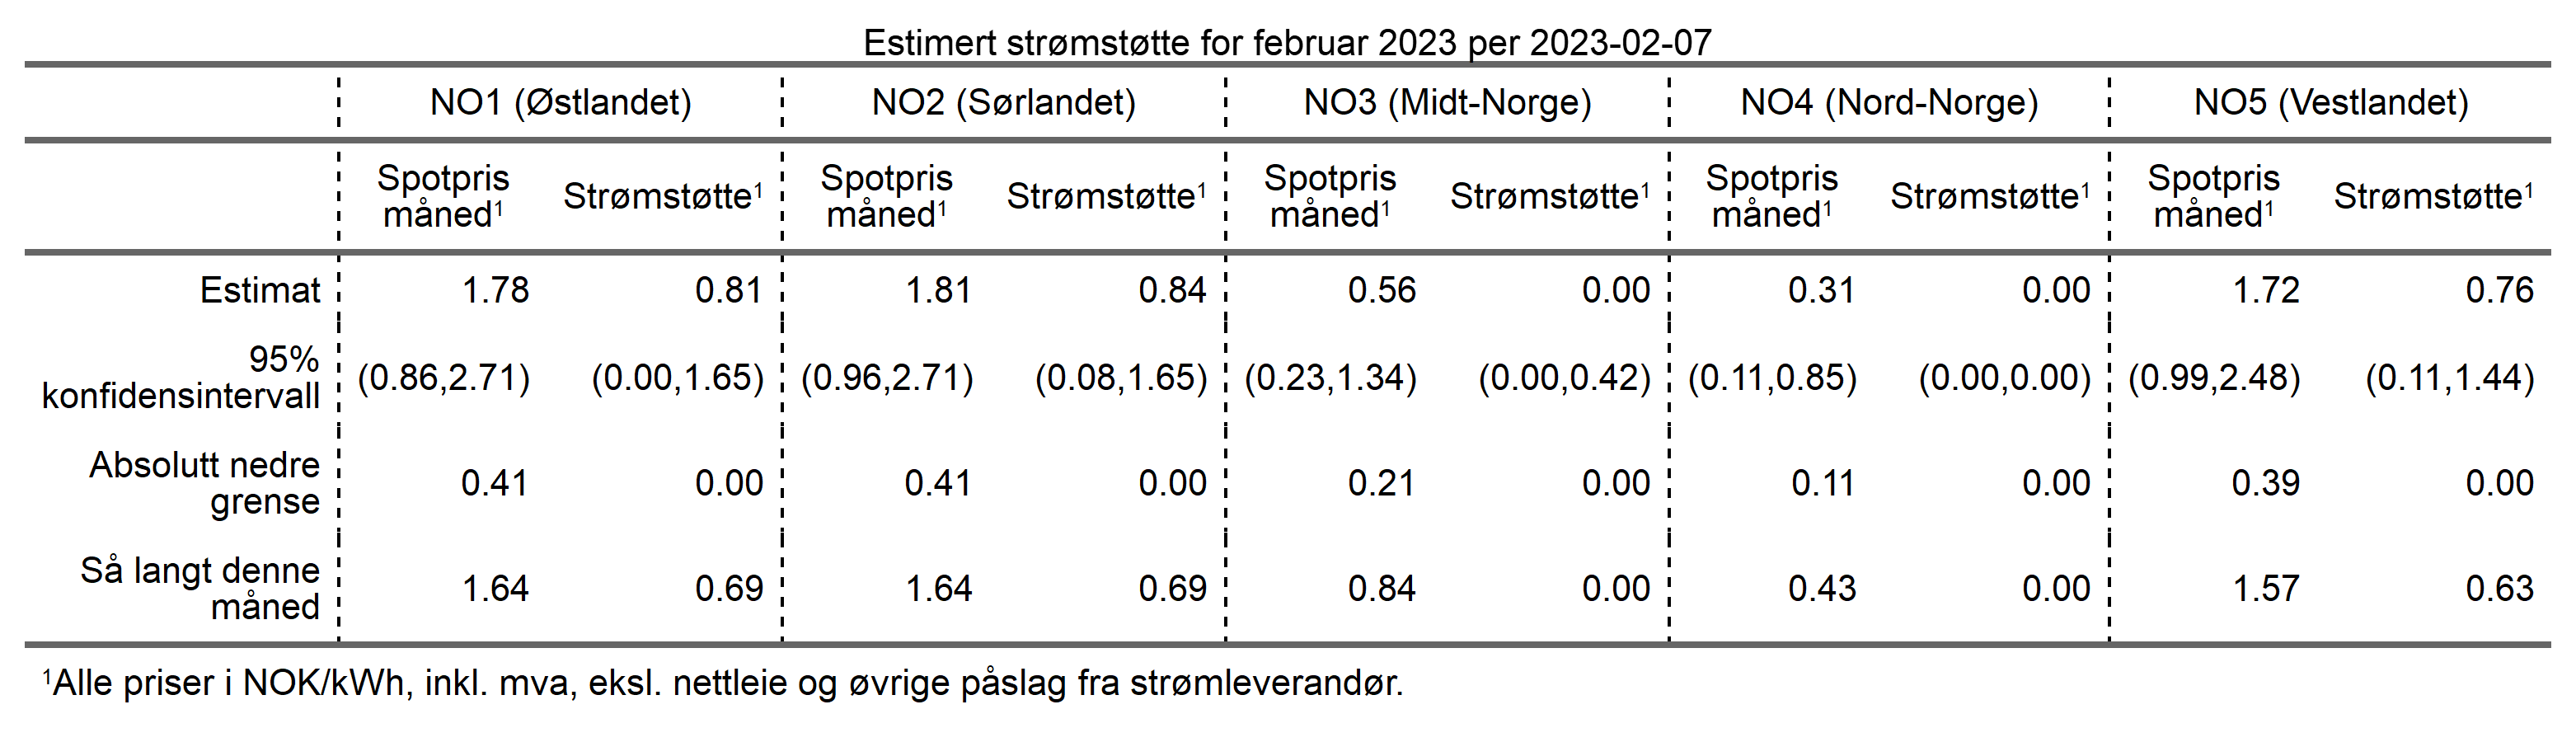 Estimert strømstøtte for februar 2023 per 2023-02-07
NO1 (Østlandet) NO2 (Sørlandet) NO3 (Midt-Norge) NO4 (Nord-Norge) NO5 (Vestlandet)
Spotpris måned¹ Strømstøtte¹ Spotpris måned¹ Strømstøtte¹ Spotpris måned¹ Strømstøtte¹ Spotpris måned¹ Strømstøtte¹ Spotpris måned¹ Strømstøtte¹
Estimat 1.78 0.81 1.81 0.84 0.56 0.00 0.31 0.00 1.72 0.76
95% konfidensintervall (0.86,2.71) (0.00,1.65) (0.96,2.71) (0.08,1.65) (0.23,1.34) (0.00,0.42) (0.11,0.85) (0.00,0.00) (0.99,2.48) (0.11,1.44)
Absolutt nedre grense 0.41 0.00 0.41 0.00 0.21 0.00 0.11 0.00 0.39 0.00
Så langt denne måned 1.64 0.69 1.64 0.69 0.84 0.00 0.43 0.00 1.57 0.63
¹Alle priser i NOK/kWh, inkl. mva, eksl. nettleie og øvrige påslag fra strømleverandør.